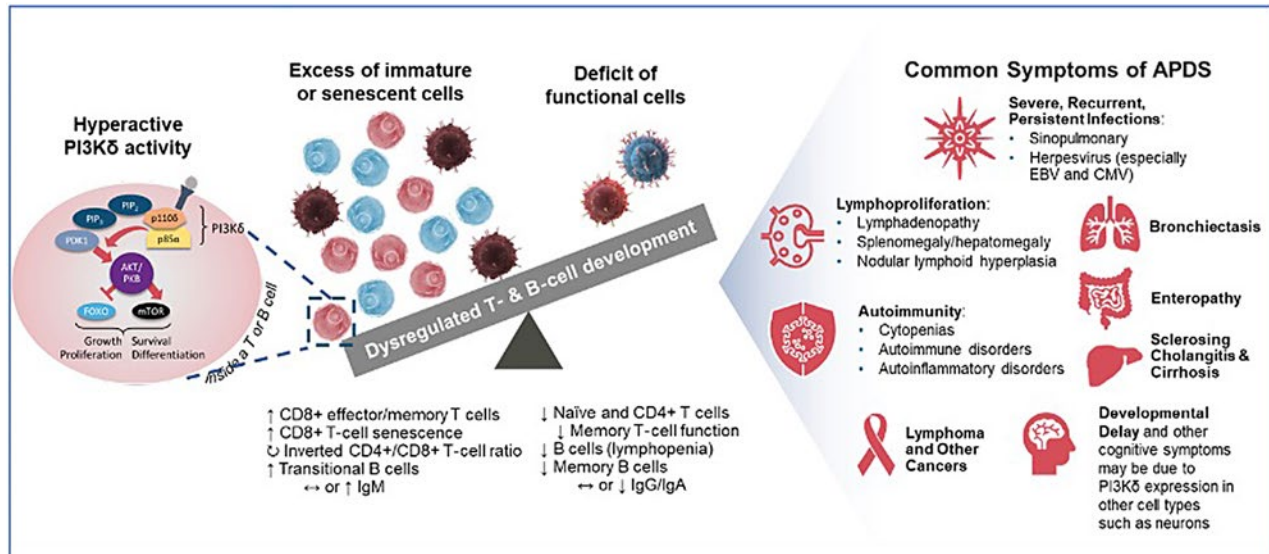 Hyperactive
PI3Kδ activity
PIP₃
PIP₂
p110δ
p85α
PI3Kδ
PDK1
AKT/
PKB
FOXO
mTOR
Growth
Proliferation
Survival
Differentiation
Inside a T or B cell
Excess of immature
or senescent cells
Deficit of
functional cells
Dysregulated T- & B-cell development
↑ CD8+ effector/memory T cells
↑ CD8+ T-cell senescence
↻ Inverted CD4+/CD8+ T-cell ratio
↑ Transitional B cells
↔ or ↑ IgM
↓ Naïve and CD4+ T cells
↓ Memory T-cell function
↓ B cells (lymphopenia)
↓ Memory B cells
↔ or ↓ IgG/IgA
Common Symptoms of APDS
Severe, Recurrent,
Persistent Infections:
• Sinopulmonary
• Herpesvirus (especially
EBV and CMV)
Lymphoproliferation:
• Lymphadenopathy
• Splenomegaly/hepatomegaly
• Nodular lymphoid hyperplasia
Bronchiectasis
Enteropathy
Autoimmunity:
• Cytopenias
• Autoimmune disorders
• Autoinflammatory disorders
Sclerosing
Cholangitis &
Cirrhosis
Lymphoma
and Other
Cancers
Developmental
Delay and other
cognitive symptoms
may be due to
PI3Kδ expression in
other cell types
such as neurons